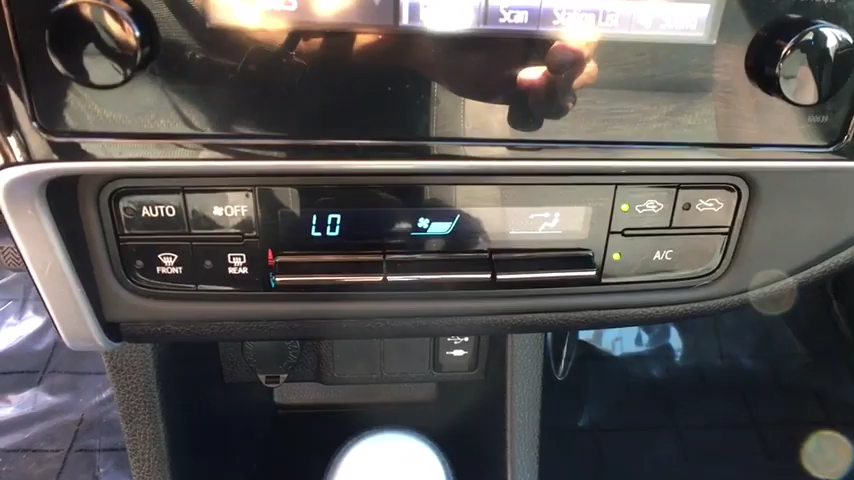 Scan
Station List
AUTO
OFF
LO
FRONT
REAR
A/C